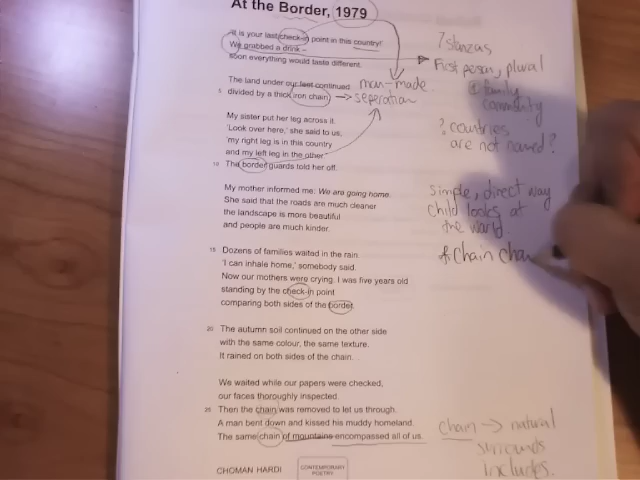 At the Border, 1979
'It is your last check-in point in this country!'
We grabbed a drink –
soon everything would taste different.
The land under our feet continued
5 divided by a thick iron chain.
My sister put her leg across it.
'Look over here,' she said to us,
'my right leg is in this country
and my left leg in the other.'
10 The border guards told her off.
My mother informed me: We are going home.
She said that the roads are much cleaner
the landscape is more beautiful
and people are much kinder.
15 Dozens of families waited in the rain.
'I can inhale home,' somebody said.
Now our mothers were crying. I was five years old
standing by the check-in point
comparing both sides of the border.
20 The autumn soil continued on the other side
with the same colour, the same texture.
It rained on both sides of the chain.
We waited while our papers were checked,
our faces thoroughly inspected.
25 Then the chain was removed to let us through.
A man bent down and kissed his muddy homeland.
The same chain of mountains encompassed all of us.
CHOMAN HARDI
CONTEMPORARY
POETRY
man-made
→ seperation
7 stanzas
First person, plural
family
community
? countries
are not named?
simple, direct way
child looks at
the world.
* Chain cha
chain → natural
surrounds
includes.